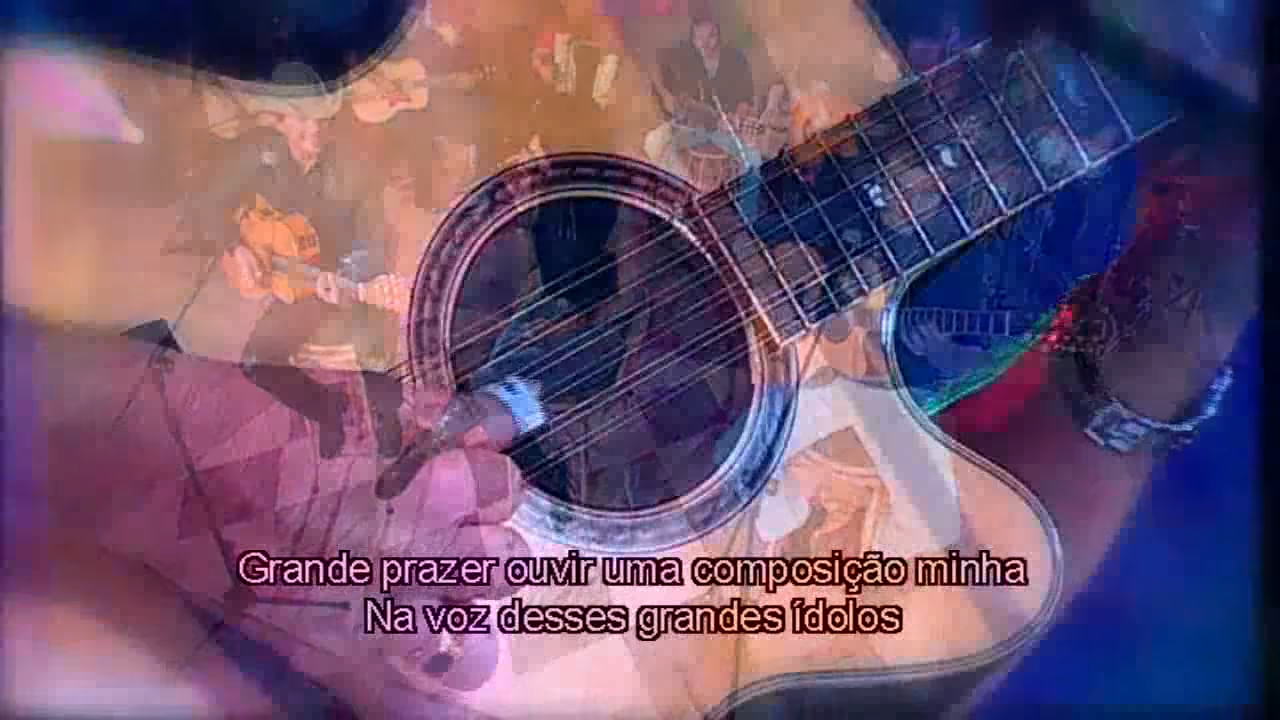 Grande prazer ouvir uma composição minha
Na voz desses grandes ídolos